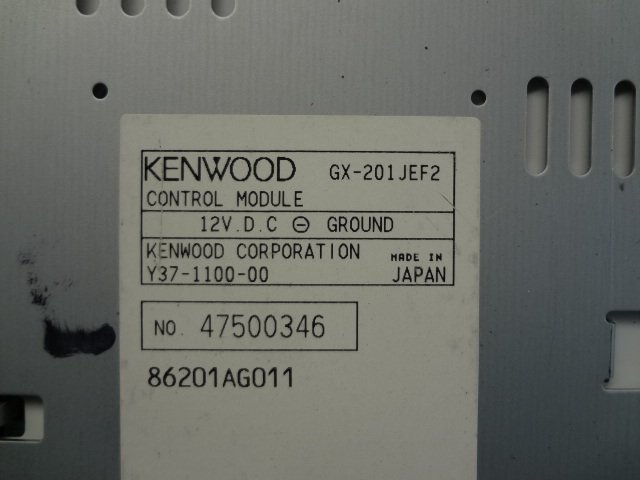 KENWOOD GX-201JEF2
CONTROL MODULE
12V.D.C ⊖ GROUND
KENWOOD CORPORATION MADE IN
Y37-1100-00 JAPAN
NO. 47500346
86201AG011